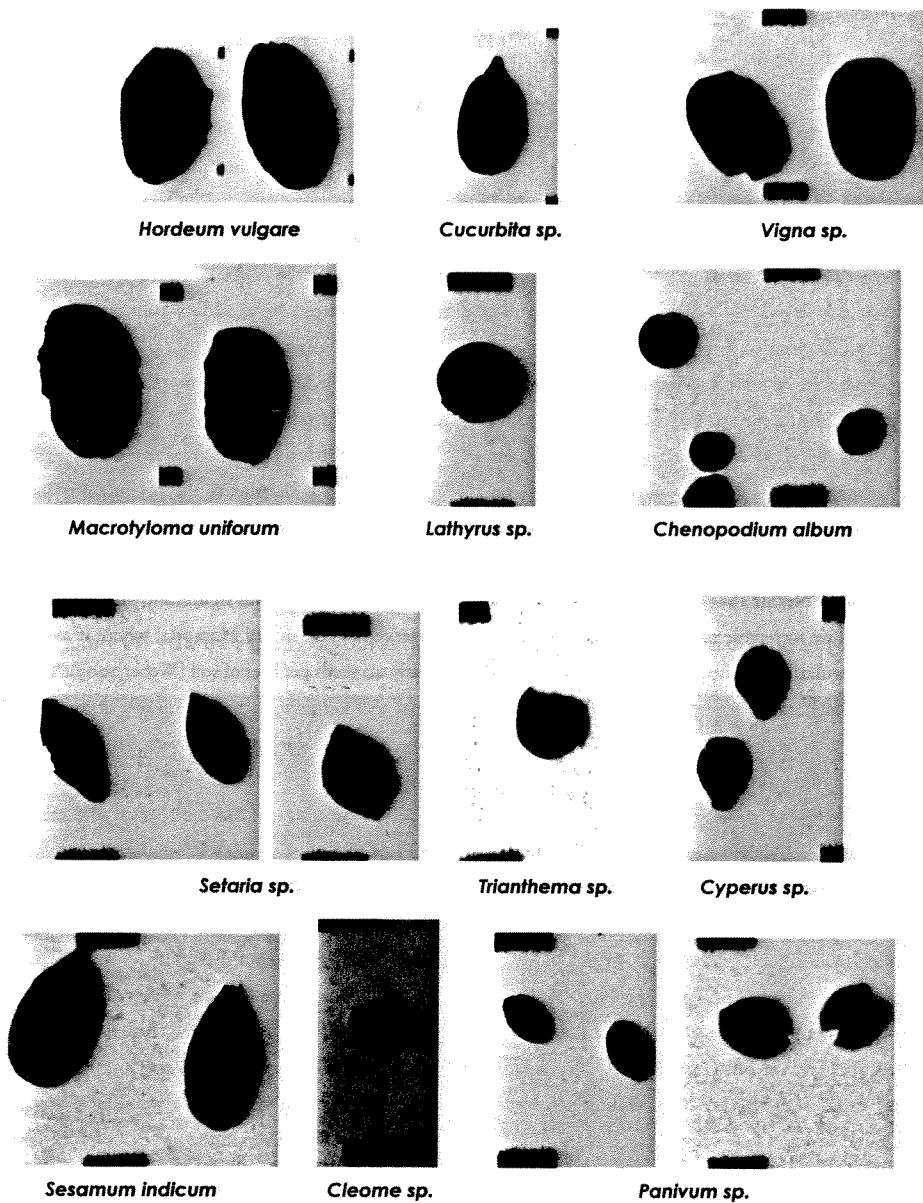 Hordeum vulgare
Cucurbita sp.
Vigna sp.
Macrotyloma uniforum
Lathyrus sp.
Chenopodium album
Setaria sp.
Trianthema sp.
Cyperus sp.
Sesamum indicum
Cleome sp.
Panivum sp.